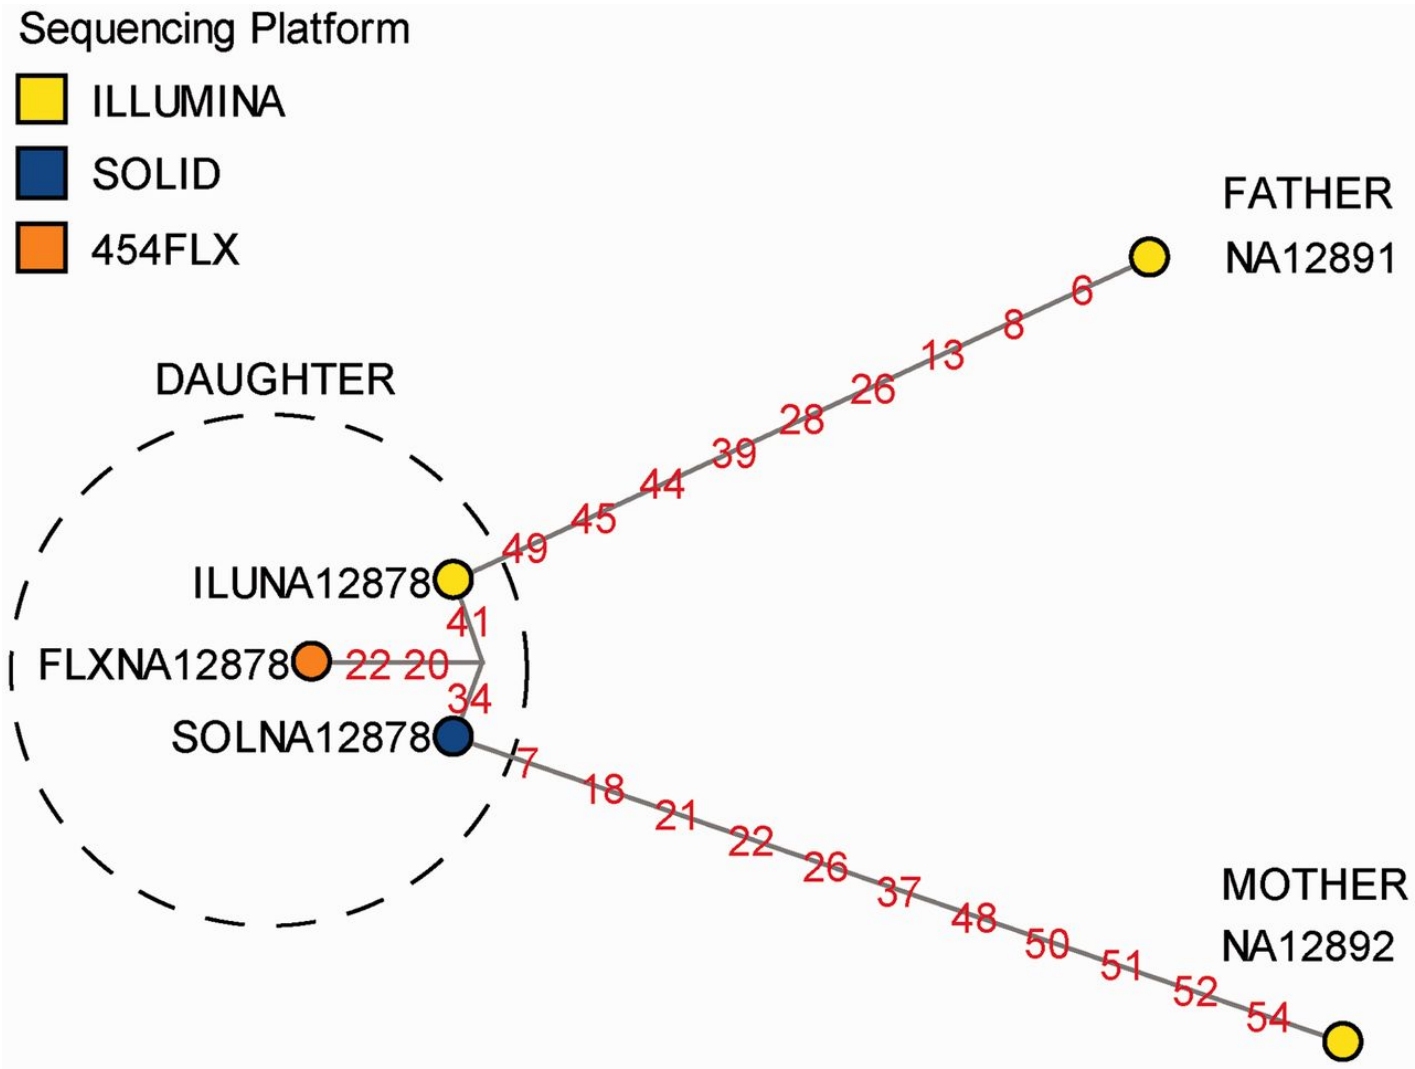 Sequencing Platform
ILLUMINA
SOLID
454FLX
FATHER
NA12891
6
8
13
26
28
39
44
45
49
DAUGHTER
ILUNA12878
41
FLXNA12878
22 20
34
SOLNA12878
7
18
21
22
26
37
48
50
51
52
54
MOTHER
NA12892